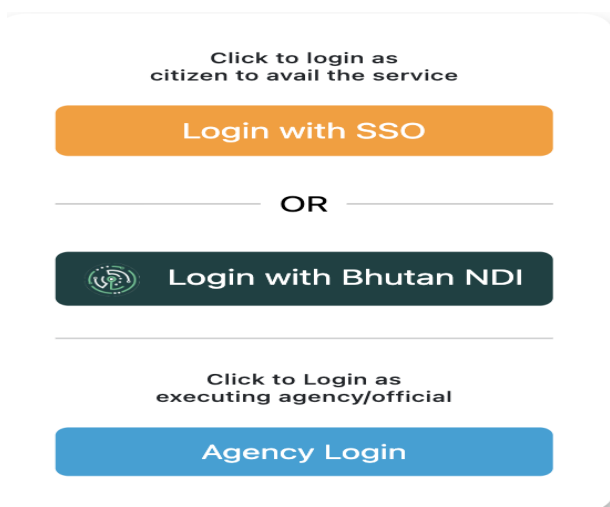 Click to login as
citizen to avail the service
Login with SSO
OR
Login with Bhutan NDI
Click to Login as
executing agency/official
Agency Login